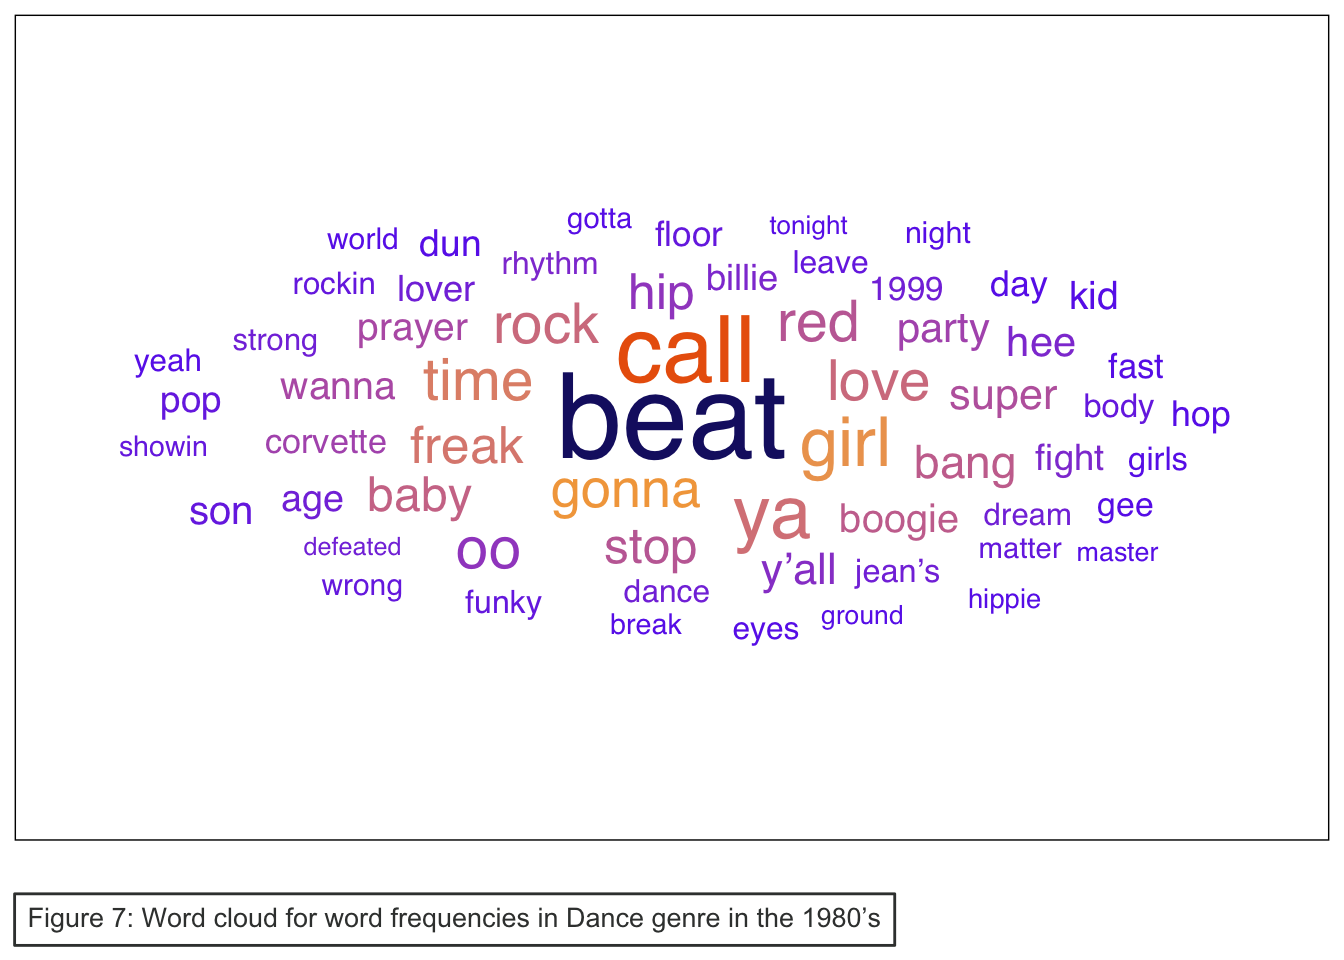 gotta
tonight
world dun floor night
rhythm billie leave
rockin lover hip 1999 day kid
strong prayer rock call red party hee
yeah wanna time love super fast
pop beat body hop
showin corvette freak girl bang fight girls
son age baby gonna ya boogie dream gee
defeated oo stop y’all jean’s matter master
wrong funky dance hippie
break eyes ground
Figure 7: Word cloud for word frequencies in Dance genre in the 1980’s